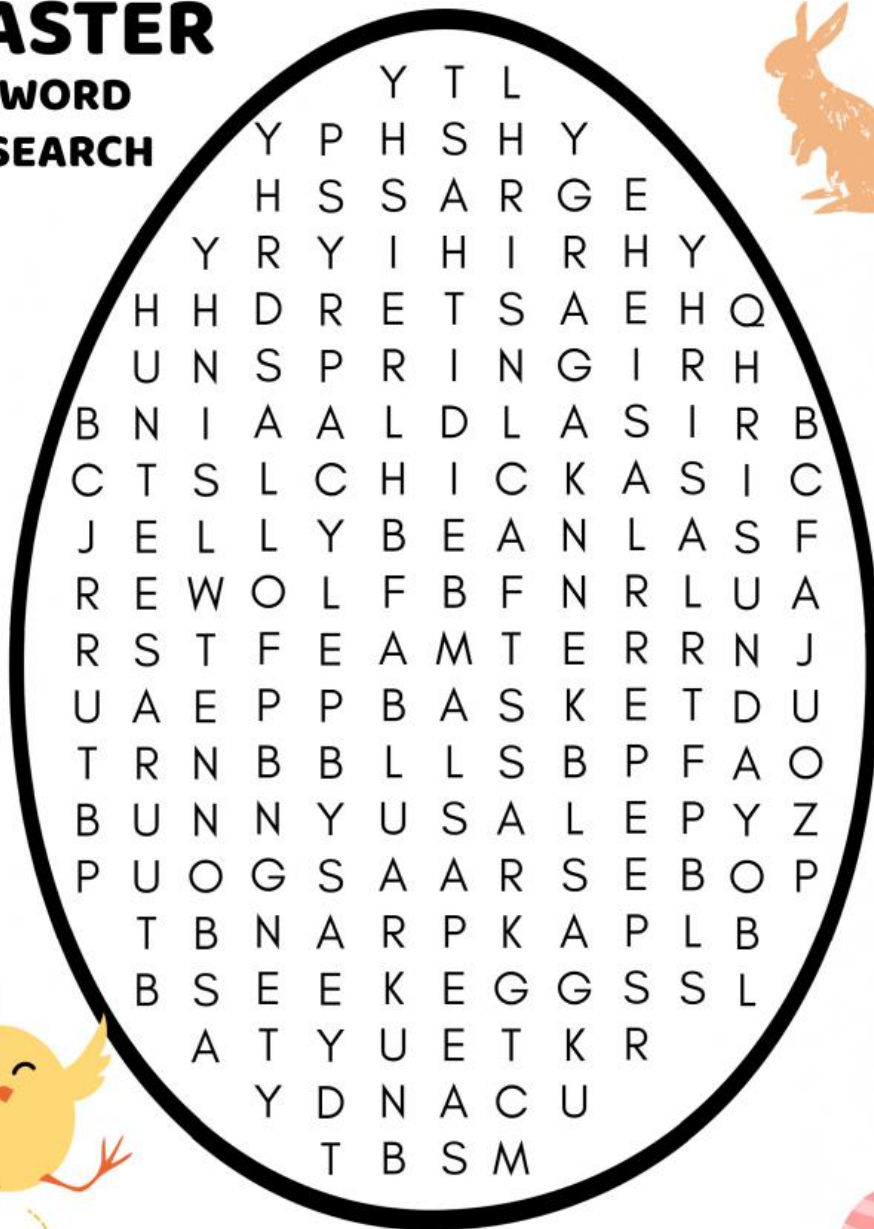 ASTER
WORD
SEARCH
Y T L
Y P H S H Y
H S S A R G E
Y R Y I H I R H Y
H H D R E T S A E H Q
U N S P R I N G I R H
B N I A A L D L A S I R B
C T S L C H I C K A S I C
J E L L Y B E A N L A S F
R E W O L F B F N R L U A
R S T F E A M T E R R N J
U A E P P B A S K E T D U
T R N B B L L S B P F A O
B U N N Y U S A L E P Y Z
P U O G S A A R S E B O P
T B N A R P K A P L B
B S E E K E G G S S L
A T Y U E T K R
Y D N A C U
T B S M